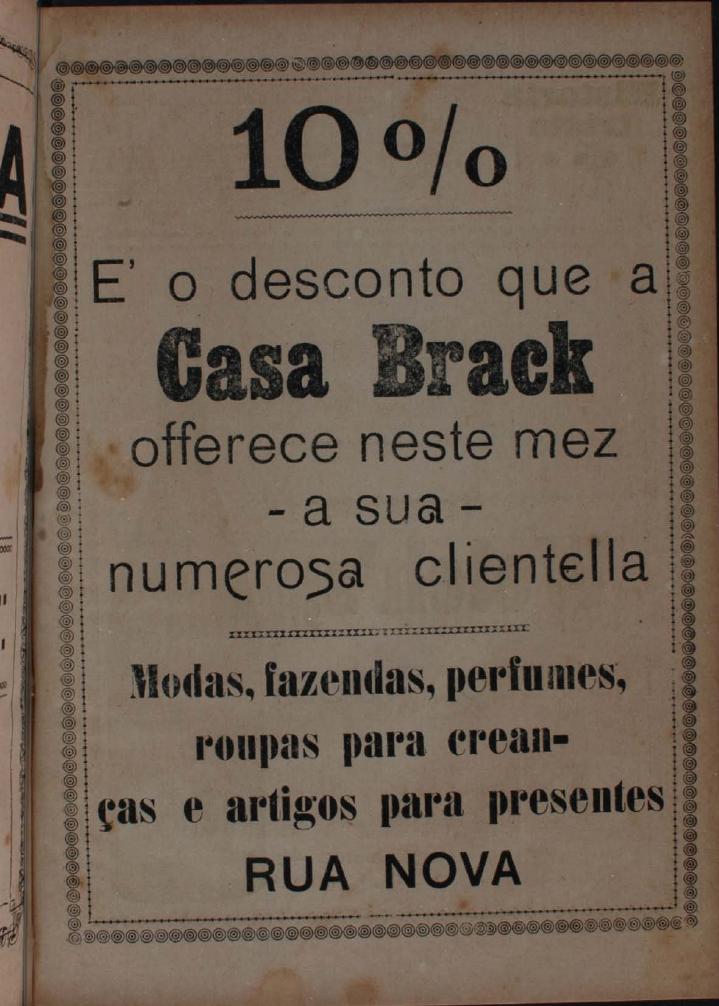 10 %
E' o desconto que a
Casa Brack
offerece neste mez
- a sua -
numerosa clientella
Modas, fazendas, perfumes,
roupas para crean-
ças e artigos para presentes
RUA NOVA
A